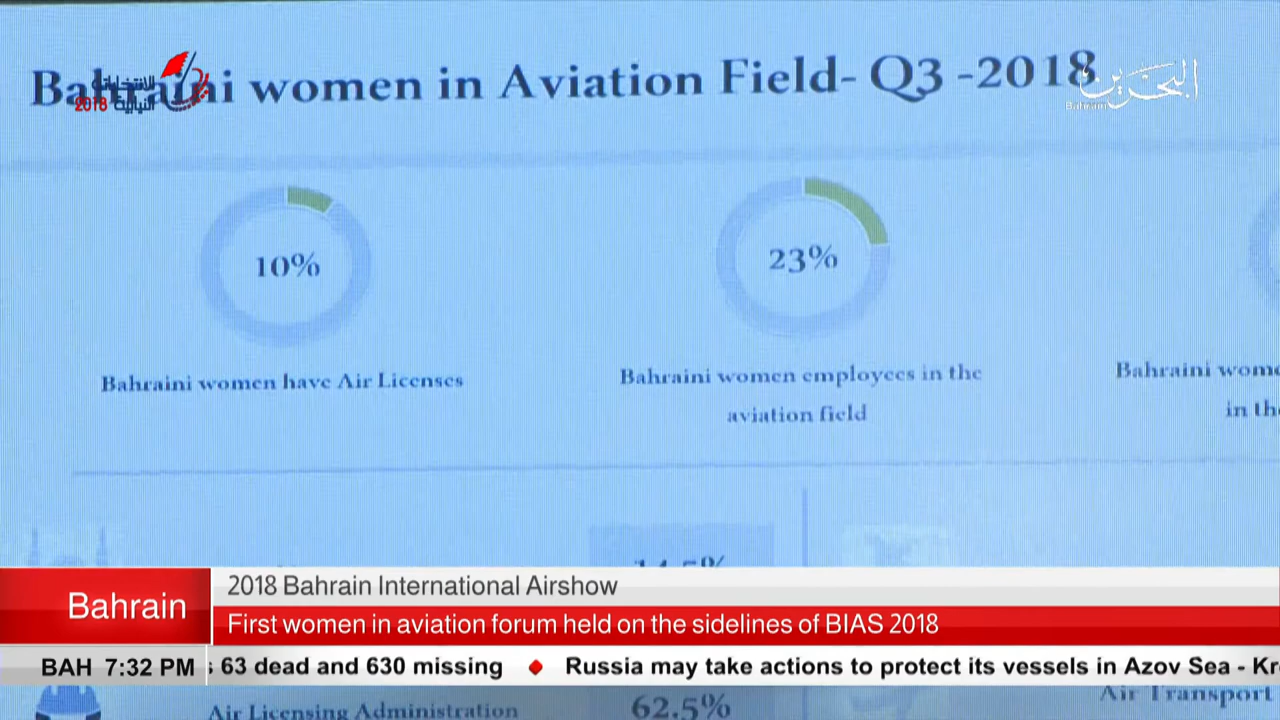 Bahraini women in Aviation Field- Q3 -2018
الانتخابات
النيابية 2018
البحرين
Bahrain
10%
23%
Bahraini women have Air Licenses
Bahraini women employees in the
aviation field
Bahraini
in the
2018 Bahrain International Airshow
Bahrain
First women in aviation forum held on the sidelines of BIAS 2018
BAH 7:32 PM
63 dead and 630 missing
Russia may take actions to protect its vessels in Azov Sea -
Air Licensing Administration
62.5%
Air Transport